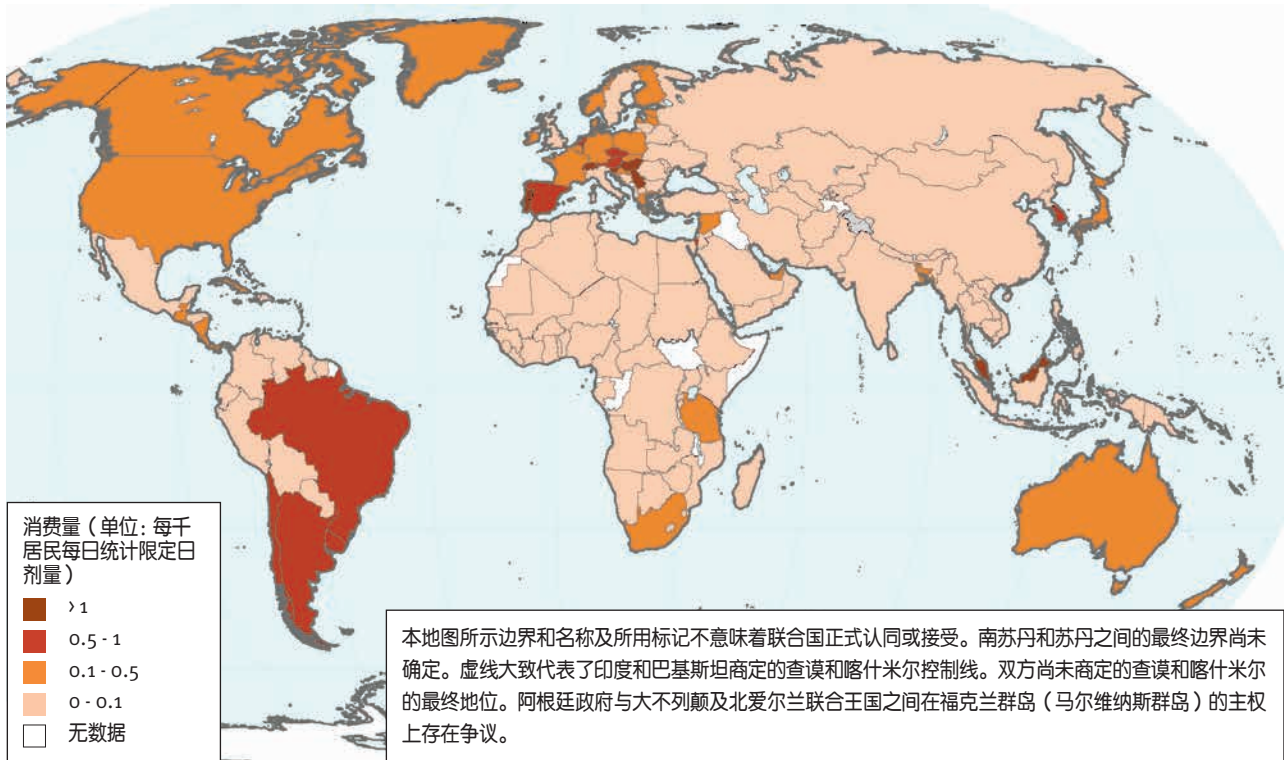 消费量（单位：每千
居民每日统计限定日
剂量）
>1
0.5 - 1
0.1 - 0.5
0 - 0.1
无数据
本地图所示边界和名称及所用标记不意味着联合国正式认同或接受。南苏丹和苏丹之间的最终边界尚未
确定。虚线大致代表了印度和巴基斯坦商定的查谟和喀什米尔控制线。双方尚未商定的查谟和喀什米尔
的最终地位。阿根廷政府与大不列颠及北爱尔兰联合王国之间在福克兰群岛（马尔维纳斯群岛）的主权
上存在争议。